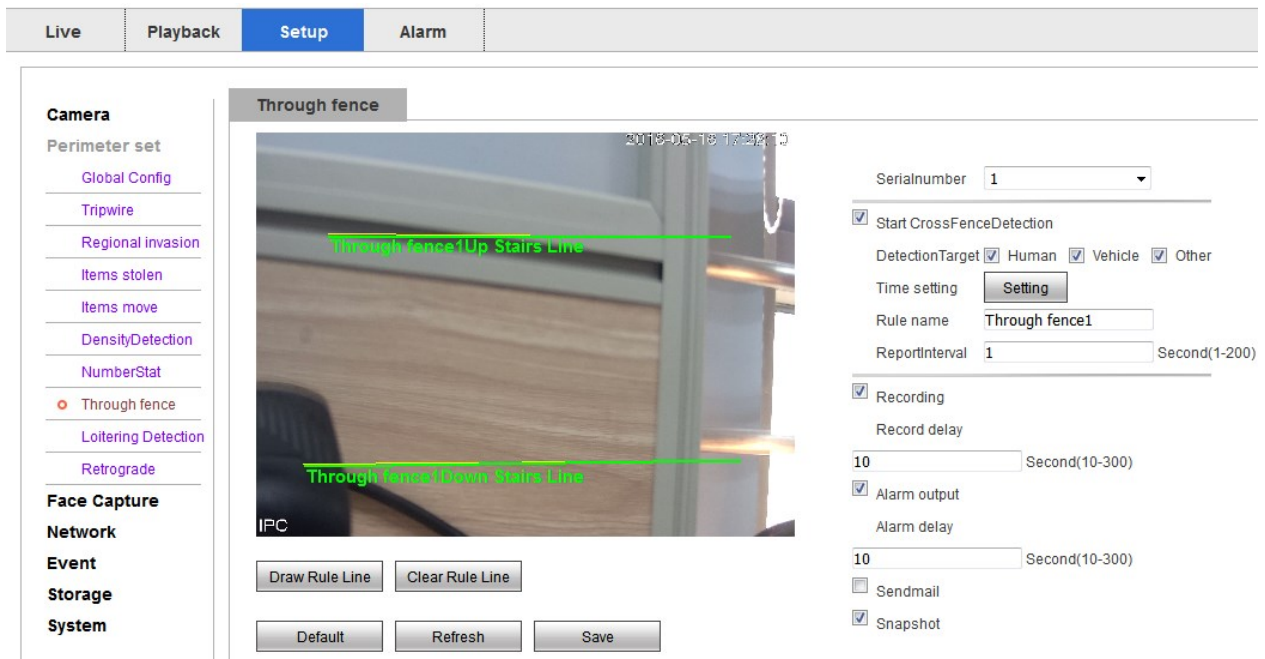 Live Playback Setup Alarm
Camera
Perimeter set
Global Config
Tripwire
Regional invasion
Items stolen
Items move
DensityDetection
NumberStat
Through fence
Loitering Detection
Retrograde
Face Capture
Network
Event
Storage
System
Through fence
Through fence1Up Stairs Line
Through fence1Down Stairs Line
IPC
Draw Rule Line Clear Rule Line
Default Refresh Save
Serialnumber 1
Start CrossFenceDetection
DetectionTarget Human Vehicle Other
Time setting Setting
Rule name Through fence1
ReportInterval 1 Second(1-200)
Recording
Record delay
10 Second(10-300)
Alarm output
Alarm delay
10 Second(10-300)
Sendmail
Snapshot